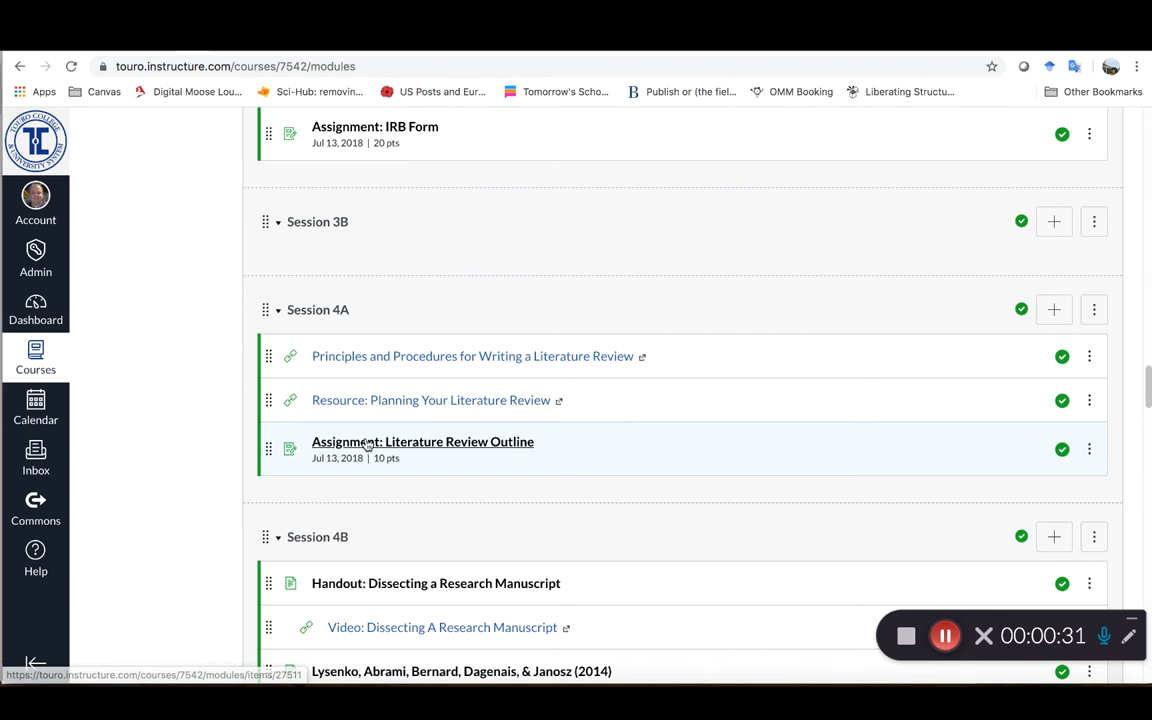 touro.instructure.com/courses/7542/modules
Apps Canvas Digital Moose Lou... Sci-Hub: removin... US Posts and Eur... Tomorrow's Scho... B Publish or (the fiel... OMM Booking Liberating Structu... Other Bookmarks
TOURO COLLEGE & UNIVERSITY SYSTEM
Account
Admin
Dashboard
Courses
Calendar
Inbox
Commons
Help
Assignment: IRB Form
Jul 13, 2018 | 20 pts
Session 3B
Session 4A
Principles and Procedures for Writing a Literature Review
Resource: Planning Your Literature Review
Assignment: Literature Review Outline
Jul 13, 2018 | 10 pts
Session 4B
Handout: Dissecting a Research Manuscript
Video: Dissecting A Research Manuscript
Lysenko, Abrami, Bernard, Dagenais, & Janosz (2014)
00:00:31
https://touro.instructure.com/courses/7542/modules/items/27511